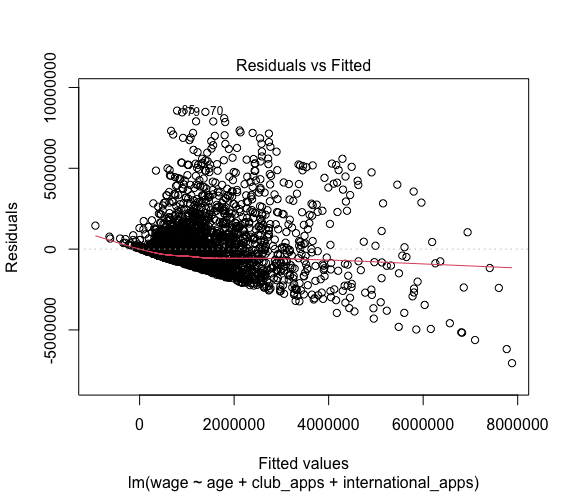 Residuals vs Fitted
10000000
5000000
0
-5000000
Residuals
70
0
2000000
4000000
6000000
8000000
Fitted values
lm(wage ~ age + club_apps + international_apps)